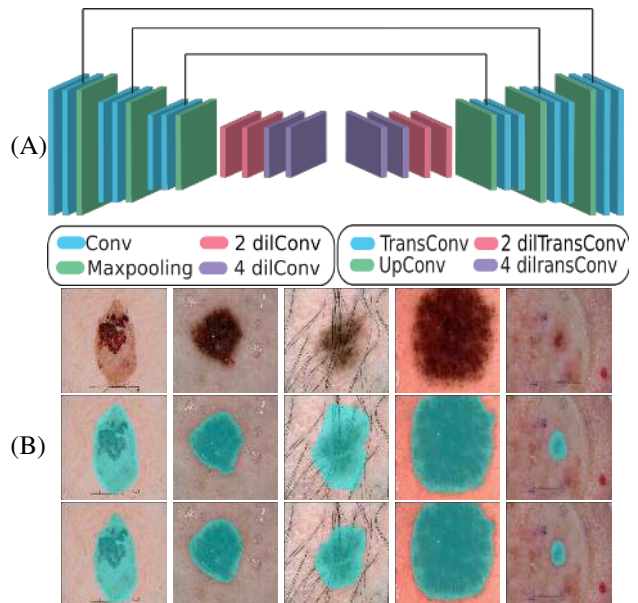 (A)
Conv 2 dilConv TransConv 2 dilTransConv
Maxpooling 4 dilConv UpConv 4 dilransConv
(B)